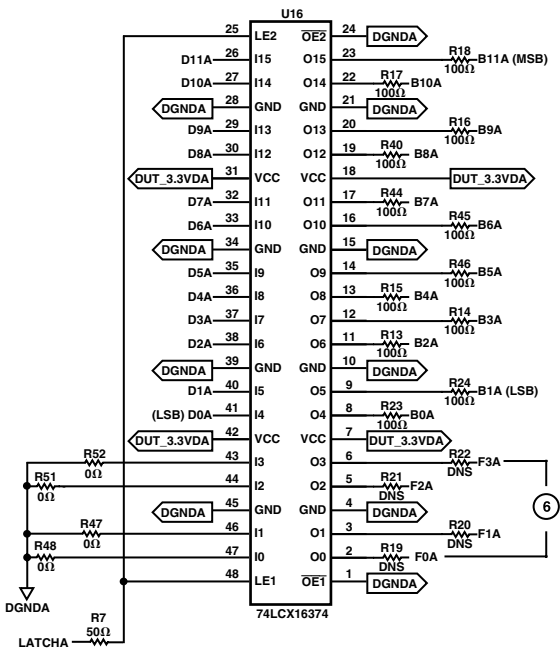 U16
25 LE2 OE2 24 DGNDA
D11A 26 I15 O15 23 R18 100Ω B11A (MSB)
D10A 27 I14 O14 22 R17 100Ω B10A
DGNDA 28 GND GND 21 DGNDA
D9A 29 I13 O13 20 R16 100Ω B9A
D8A 30 I12 O12 19 R40 100Ω B8A
DUT_3.3VDA 31 VCC VCC 18 DUT_3.3VDA
D7A 32 I11 O11 17 R44 100Ω B7A
D6A 33 I10 O10 16 R45 100Ω B6A
DGNDA 34 GND GND 15 DGNDA
D5A 35 I9 O9 14 R46 100Ω B5A
D4A 36 I8 O8 13 R15 100Ω B4A
D3A 37 I7 O7 12 R14 100Ω B3A
D2A 38 I6 O6 11 R13 100Ω B2A
DGNDA 39 GND GND 10 DGNDA
D1A 40 I5 O5 9 R24 100Ω B1A (LSB)
(LSB) D0A 41 I4 O4 8 R23 100Ω B0A
DUT_3.3VDA 42 VCC VCC 7 DUT_3.3VDA
R52 0Ω 43 I3 O3 6 R22 DNS F3A
R51 0Ω 44 I2 O2 5 R21 DNS F2A
DGNDA 45 GND GND 4 DGNDA
R47 0Ω 46 I1 O1 3 R20 DNS F1A
R48 0Ω 47 I0 O0 2 R19 DNS F0A
6
48 LE1 OE1 1 DGNDA
DGNDA
74LCX16374
LATCHA R7 50Ω